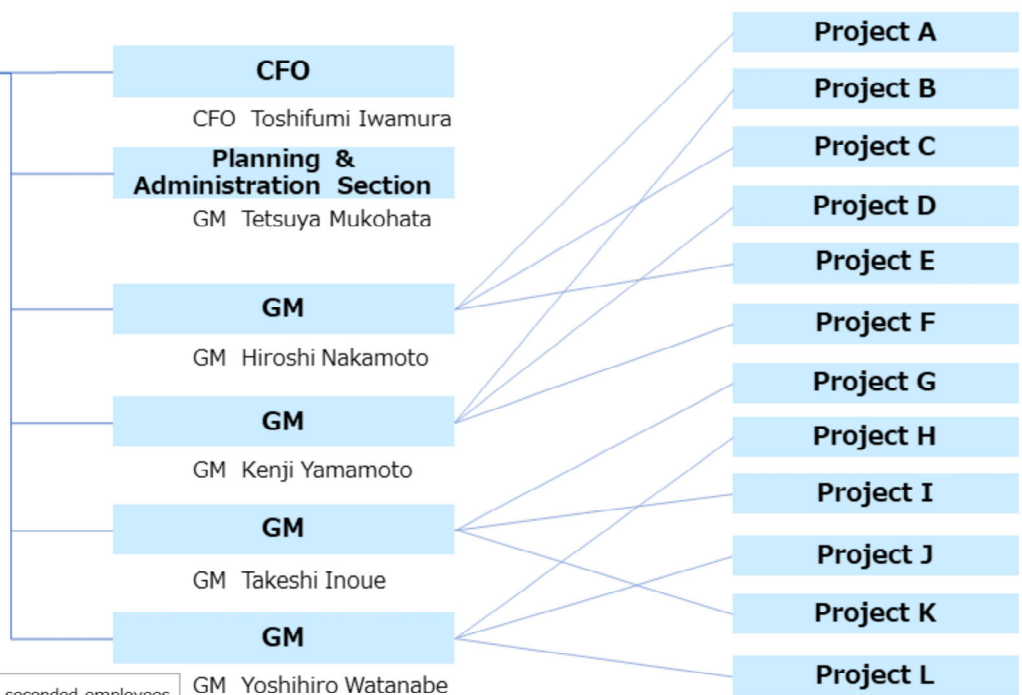 CFO
CFO Toshifumi Iwamura
Planning &
Administration Section
GM Tetsuya Mukohata
GM
GM Hiroshi Nakamoto
GM
GM Kenji Yamamoto
GM
GM Takeshi Inoue
GM
GM Yoshihiro Watanabe
seconded employees
Project A
Project B
Project C
Project D
Project E
Project F
Project G
Project H
Project I
Project J
Project K
Project L